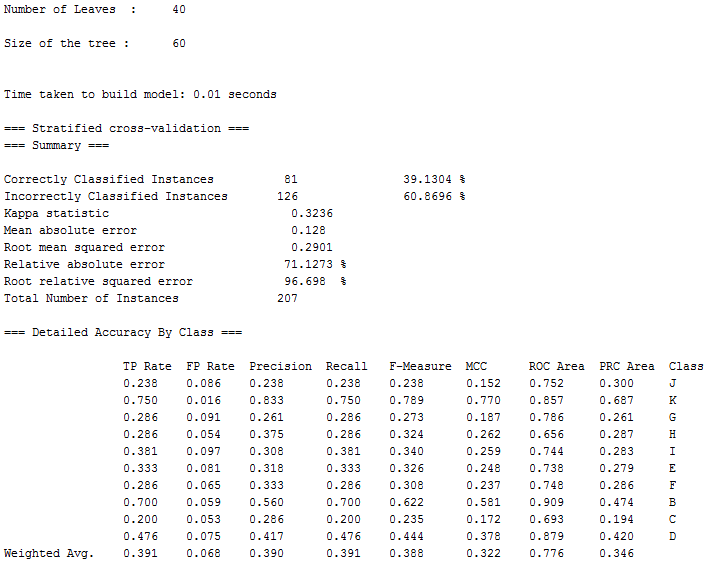 Number of Leaves  :     40
Size of the tree :      60
Time taken to build model: 0.01 seconds
=== Stratified cross-validation ===
=== Summary ===
Correctly Classified Instances          81               39.1304 %
Incorrectly Classified Instances       126               60.8696 %
Kappa statistic                          0.3236
Mean absolute error                      0.128
Root mean squared error                  0.2901
Relative absolute error                 71.1273 %
Root relative squared error             96.698  %
Total Number of Instances              207
=== Detailed Accuracy By Class ===
                 TP Rate  FP Rate  Precision  Recall   F-Measure  MCC      ROC Area  PRC Area  Class
                 0.238    0.086    0.238      0.238    0.238      0.152    0.752     0.300     J
                 0.750    0.016    0.833      0.750    0.789      0.770    0.857     0.687     K
                 0.286    0.091    0.261      0.286    0.273      0.187    0.786     0.261     G
                 0.286    0.054    0.375      0.286    0.324      0.262    0.656     0.287     H
                 0.381    0.097    0.308      0.381    0.340      0.259    0.744     0.283     I
                 0.333    0.081    0.318      0.333    0.326      0.248    0.738     0.279     E
                 0.286    0.065    0.333      0.286    0.308      0.237    0.748     0.286     F
                 0.700    0.059    0.560      0.700    0.622      0.581    0.909     0.474     B
                 0.200    0.053    0.286      0.200    0.235      0.172    0.693     0.194     C
                 0.476    0.075    0.417      0.476    0.444      0.378    0.879     0.420     D
Weighted Avg.    0.391    0.068    0.390      0.391    0.388      0.322    0.776     0.346